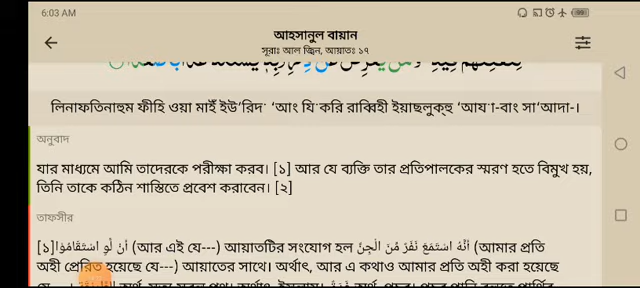 6:03 AM
আহসানুল বায়ান
সূরাঃ আল জ্বিন, আয়াতঃ ১৭
লিনাফতিনাহুম ফীহি ওয়া মাইঁ ইউ'রিদ 'আং যি করি রাব্বিহী ইয়াছলুক্হু 'আযা-বাং সা'আদা-।
অনুবাদ
যার মাধ্যমে আমি তাদেরকে পরীক্ষা করব। [১] আর যে ব্যক্তি তার প্রতিপালকের স্মরণ হতে বিমুখ হয়,
তিনি তাকে কঠিন শাস্তিতে প্রবেশ করাবেন। [২]
তাফসীর
[১] أَنْ لَّوِ اسْتَقَامُوْا (আর এই যে---) আয়াতটির সংযোগ হল أَنَّهُ اسْتَمَعَ نَفَرٌ مِّنَ الْجِنِّ (আমার প্রতি
অহী প্রেরিত হয়েছে যে---) আয়াতের সাথে। অর্থাৎ, আর এ কথাও আমার প্রতি অহী করা হয়েছে